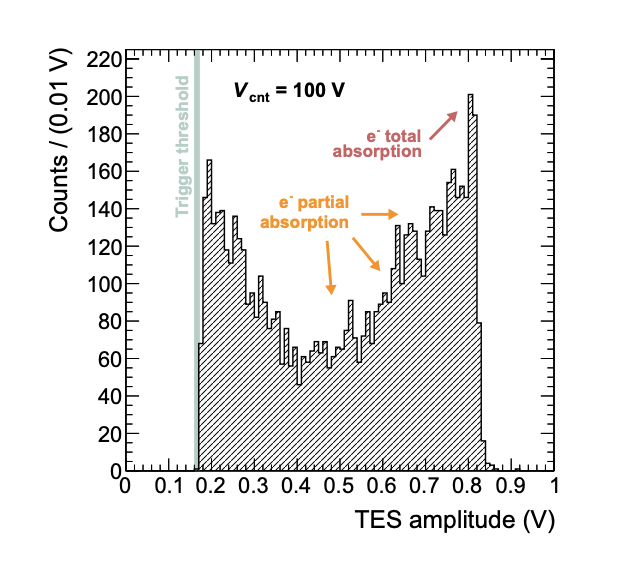 Counts / (0.01 V)
220
200
180
160
140
120
100
80
60
40
20
0
Trigger threshold
V cnt = 100 V
e⁻ total
absorption
e⁻ partial
absorption
0 0.1 0.2 0.3 0.4 0.5 0.6 0.7 0.8 0.9 1
TES amplitude (V)